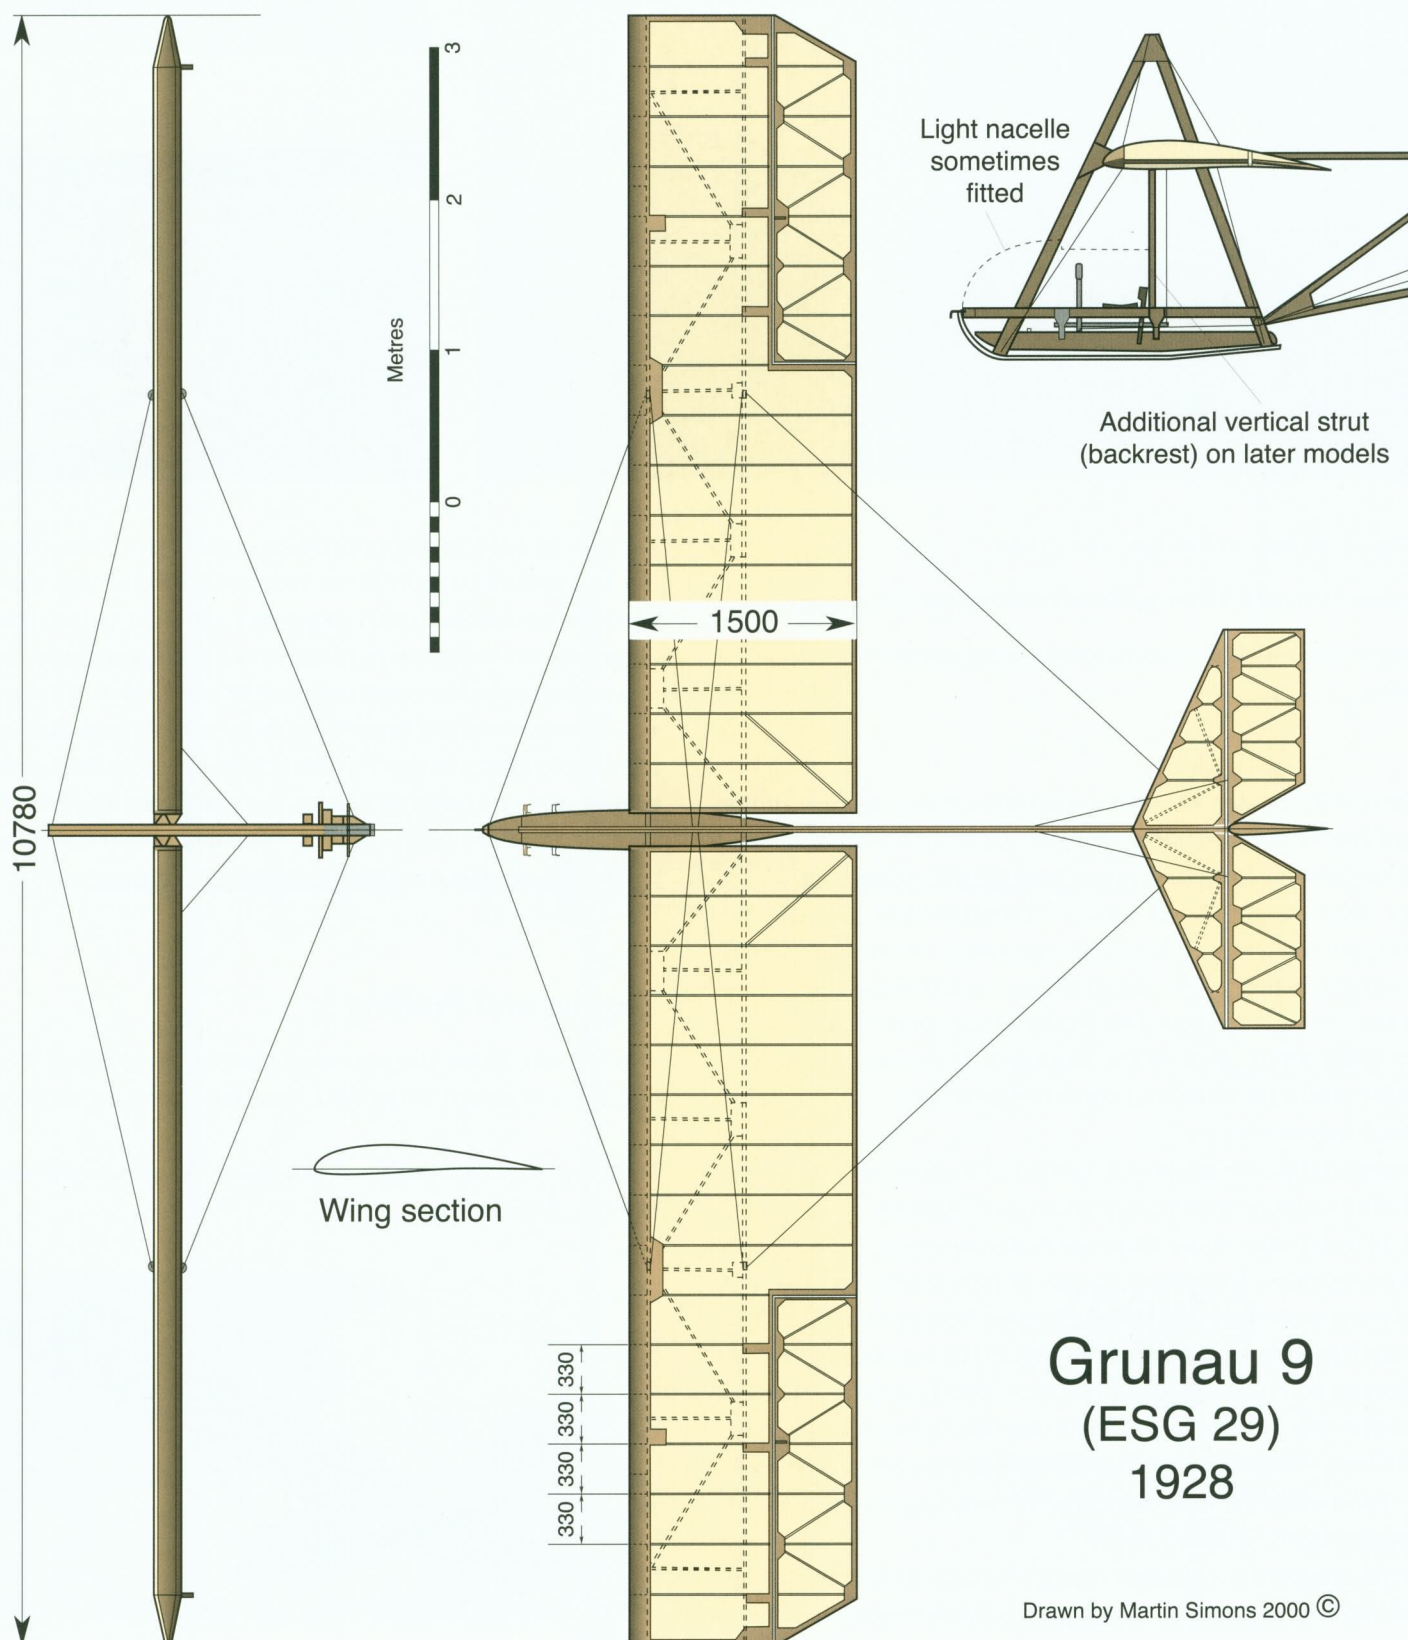 3
2
Metres
1
0
10780
1500
Light nacelle
sometimes
fitted
Additional vertical strut
(backrest) on later models
Wing section
330
330
330
330
Grunau 9
(ESG 29)
1928
Drawn by Martin Simons 2000 ©